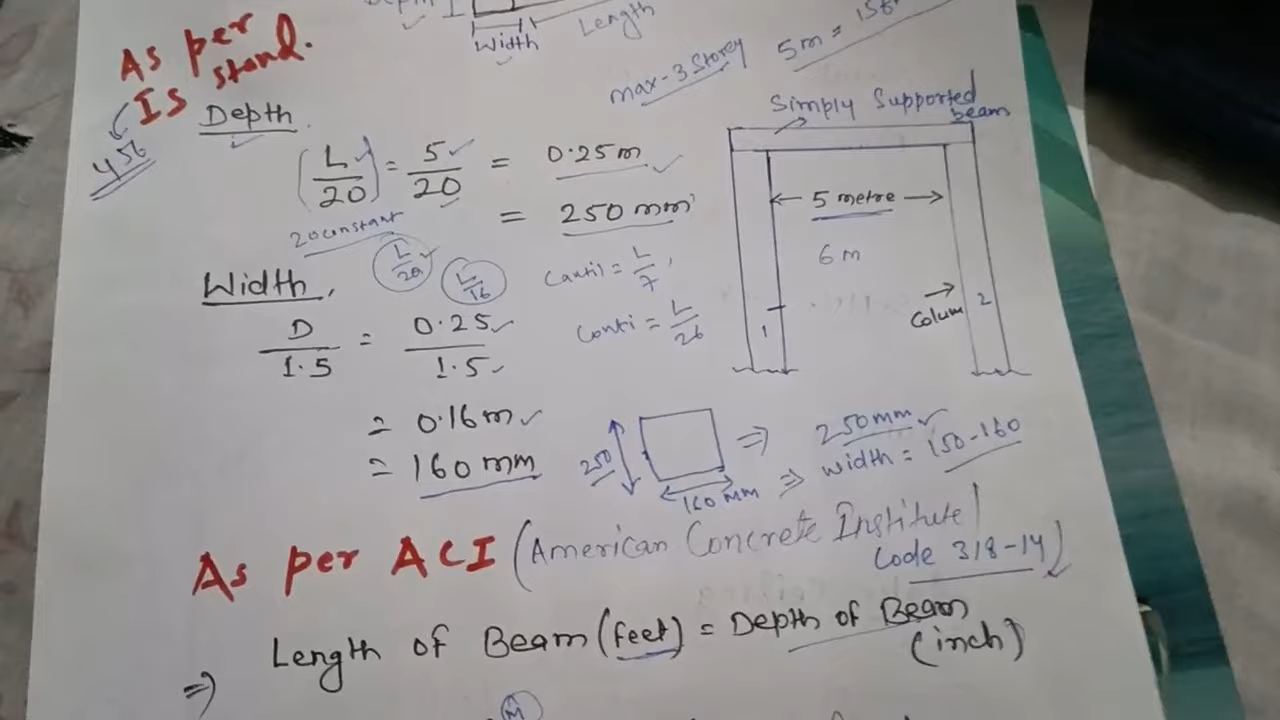 Depth I
Width
Length
As per
IS stand.
456
max-3 Storey
5m =
Depth.
L/20 = 5/20 = 0.25m
= 250 mm
20 constant
L/20
L/16
Cantil = L/7
Conti = L/26
Simply Supported
beam
5 metre
6 m
Colum
1
2
Width,
D/1.5 = 0.25/1.5
= 0.16m
= 160 mm
250
160 MM
⇒ 250mm
⇒ width = 150-160
As per ACI (American Concrete Institute)
Code 318-14)
Length of Beam (feet) = Depth of Beam
(inch)
⇒
M